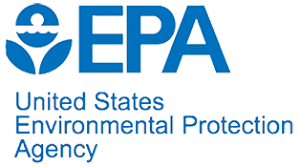 EPA
United States
Environmental Protection
Agency